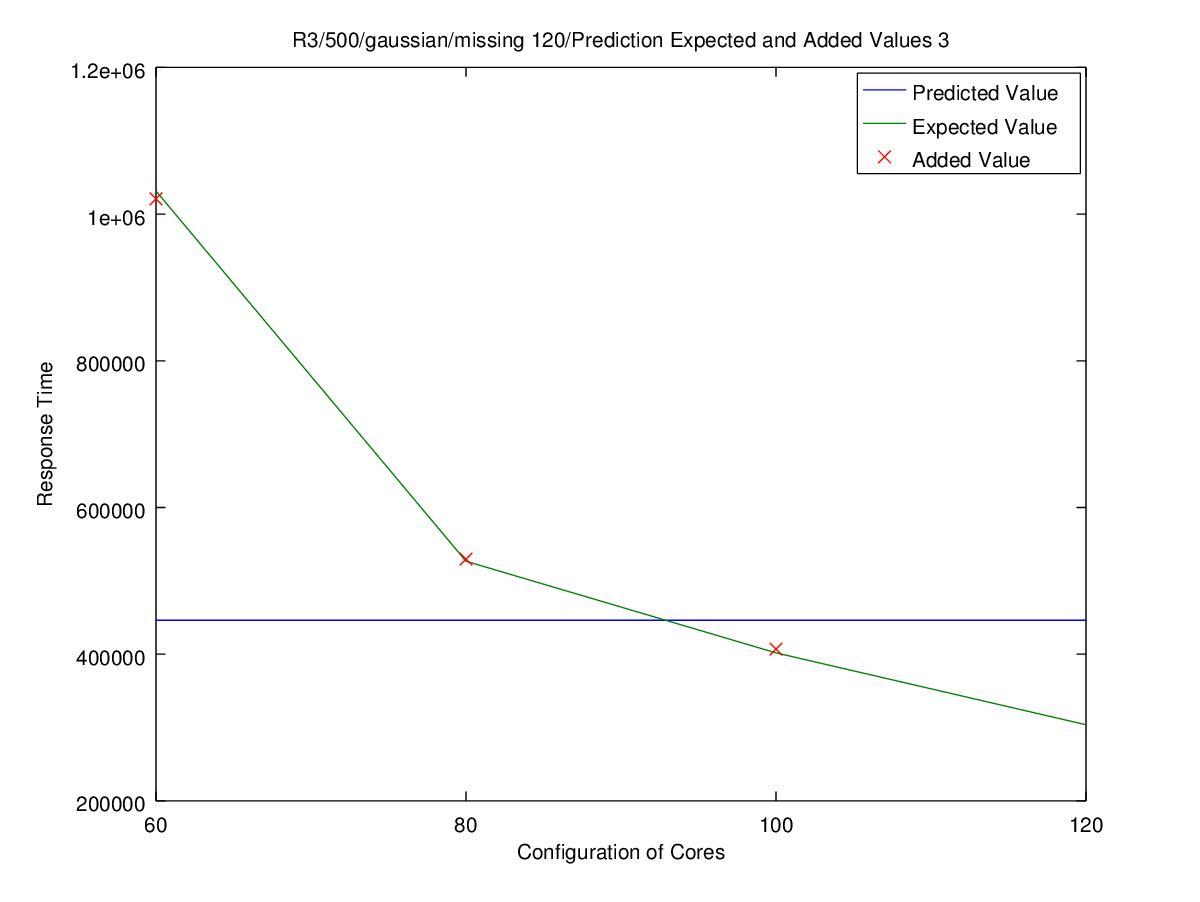 R3/500/gaussian/missing 120/Prediction Expected and Added Values 3
1.2e+06
1e+06
800000
600000
400000
200000
Response Time
Predicted Value
Expected Value
Added Value
60
80
100
120
Configuration of Cores